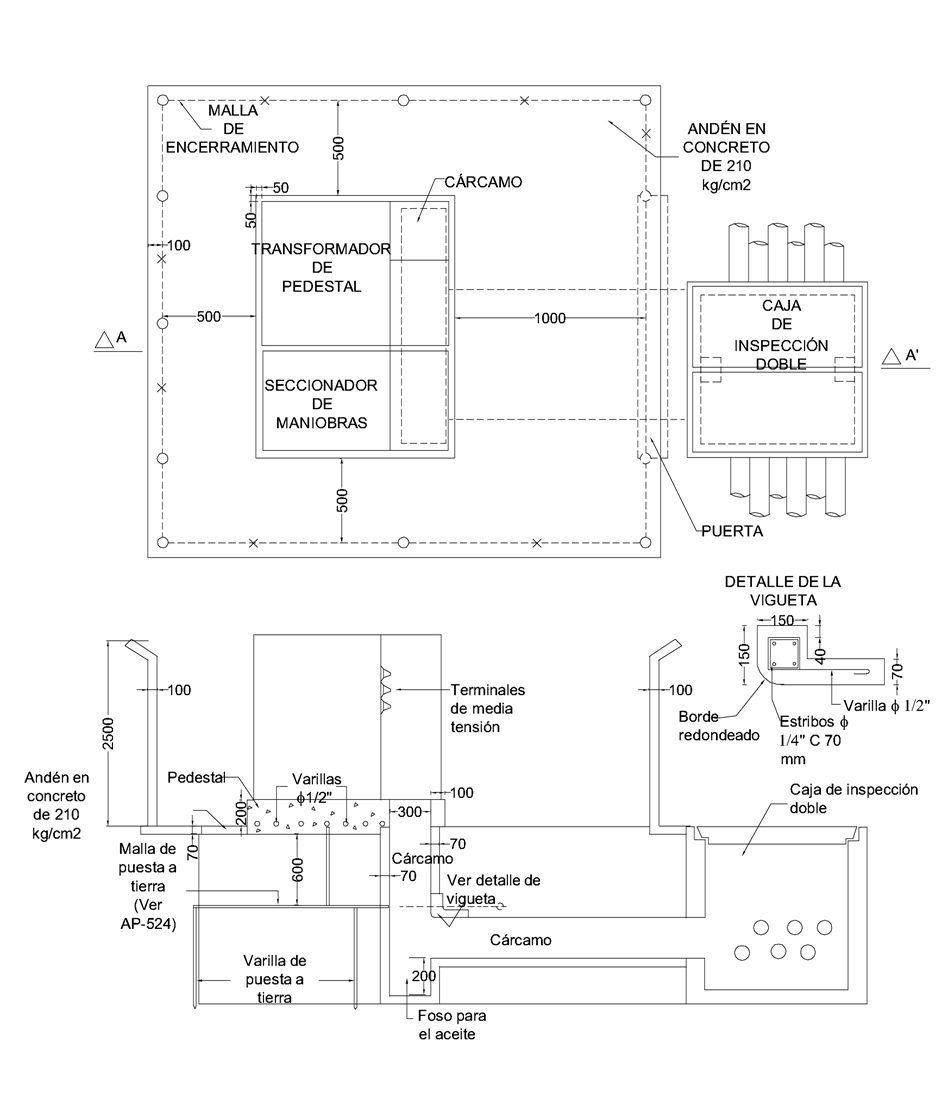 MALLA
DE
ENCERRAMIENTO
500
ANDÉN EN
CONCRETO
DE 210
kg/cm2
50
50
CÁRCAMO
100
TRANSFORMADOR
DE
PEDESTAL
500
1000
CAJA
DE
INSPECCIÓN
DOBLE
A
A'
SECCIONADOR
DE
MANIOBRAS
500
PUERTA
DETALLE DE LA
VIGUETA
150
150
40
70
Varilla ϕ 1/2"
Borde
redondeado
Estribos ϕ
1/4" C 70
mm
100
2500
Terminales
de media
tensión
100
Andén en
concreto
de 210
kg/cm2
Pedestal
Varillas
ϕ1/2"
200
100
300
Caja de inspección
doble
70
Malla de
puesta a
tierra
(Ver
AP-524)
600
70
Cárcamo
70
Ver detalle de
vigueta
Cárcamo
Varilla de
puesta a
tierra
200
Foso para
el aceite